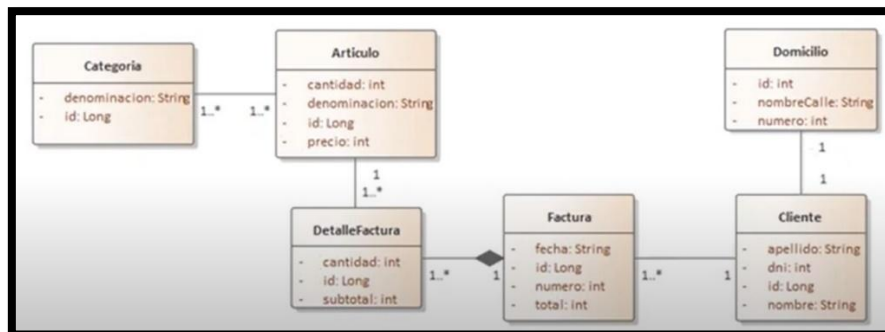 Categoria
- denominacion: String
- id: Long
1..*
1..*
Articulo
- cantidad: int
- denominacion: String
- id: Long
- precio: int
1
1..*
DetalleFactura
- cantidad: int
- id: Long
- subtotal: int
1..*
1
Factura
- fecha: String
- id: Long
- numero: int
- total: int
1..*
1
Domicilio
- id: int
- nombreCalle: String
- numero: int
1
1
Cliente
- apellido: String
- dni: int
- id: Long
- nombre: String